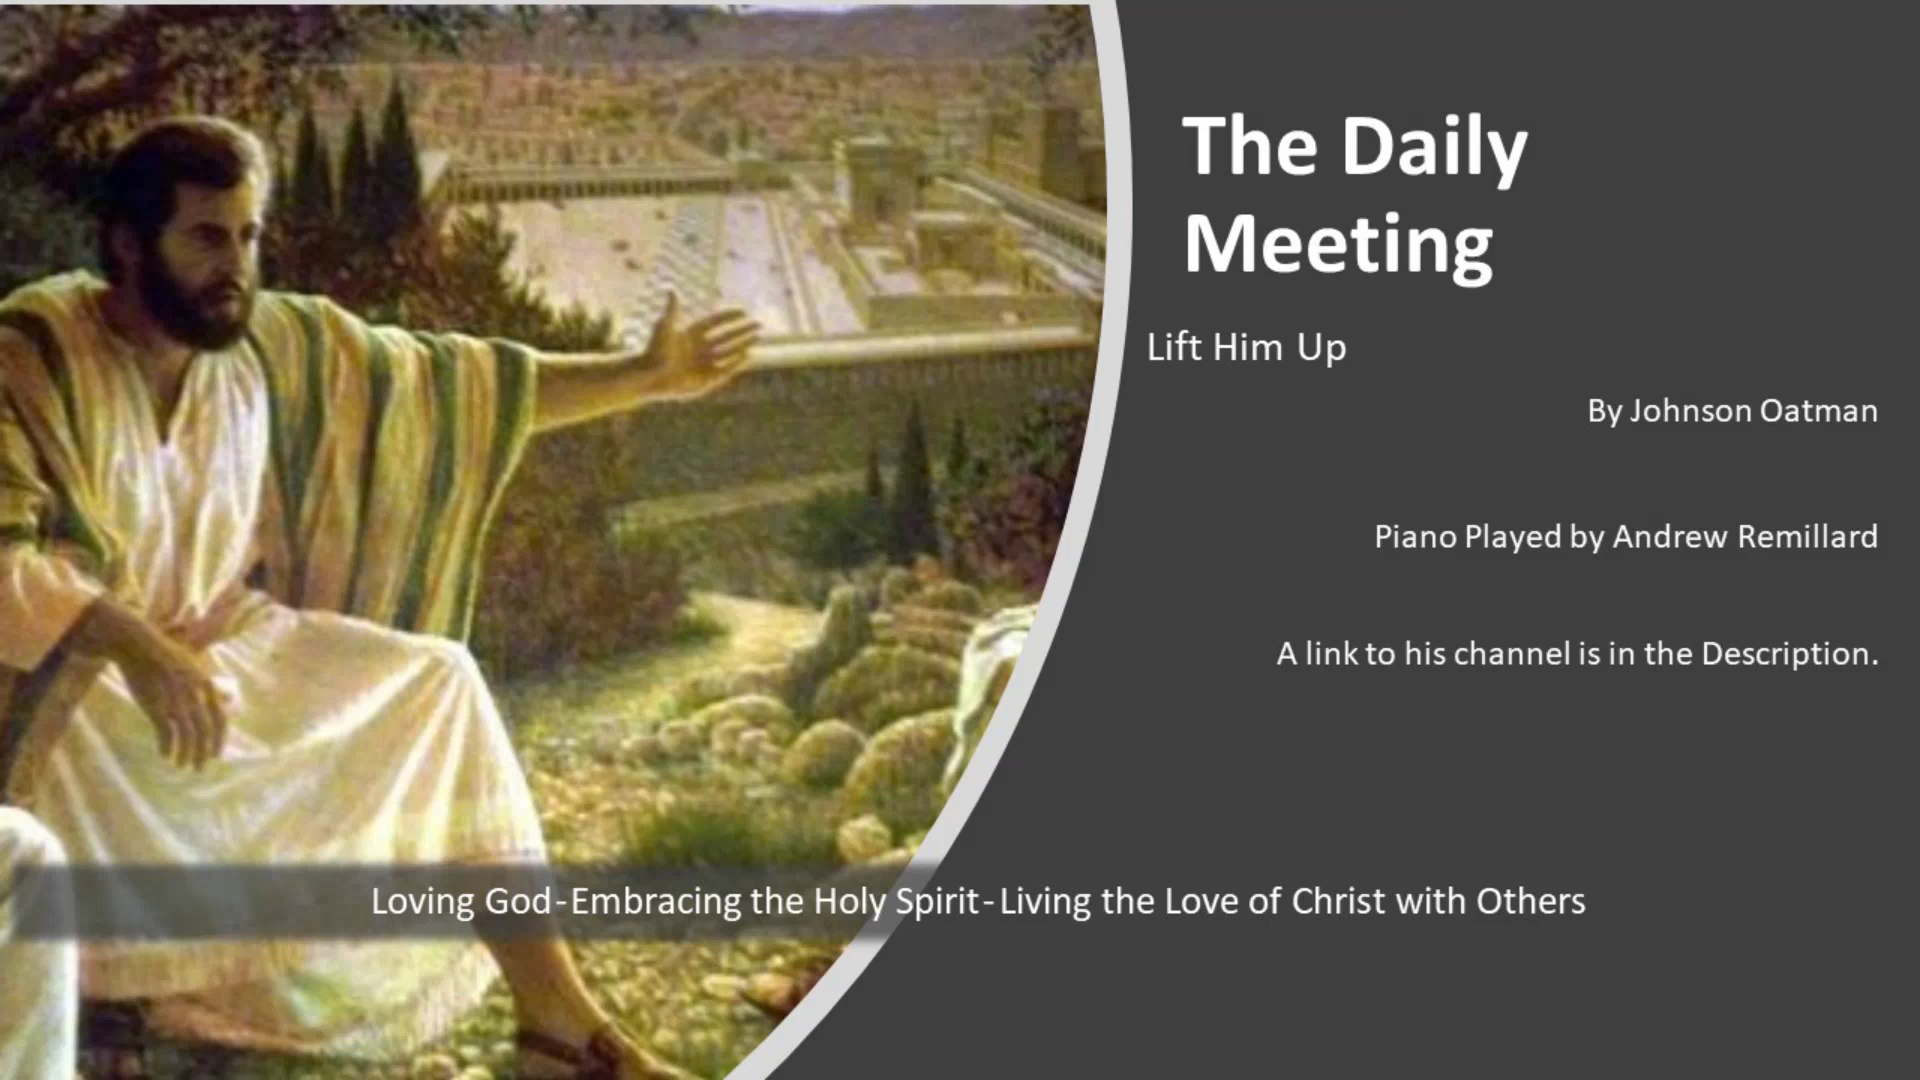 The Daily
Meeting
Lift Him Up
By Johnson Oatman
Piano Played by Andrew Remillard
A link to his channel is in the Description.
Loving God-Embracing the Holy Spirit-Living the Love of Christ with Others